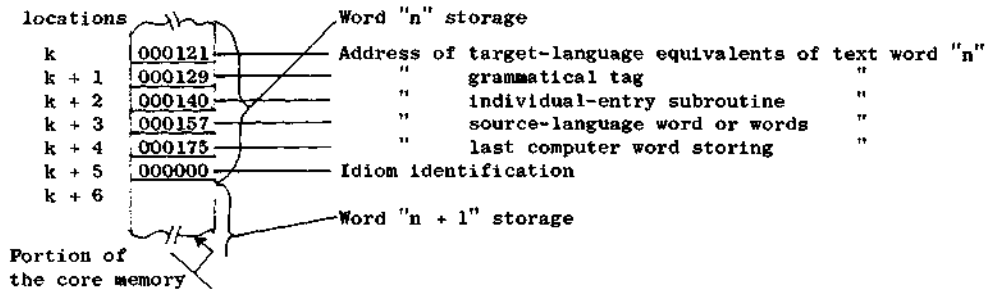 locations
Word "n" storage
k 000121 Address of target-language equivalents of text word "n"
k + 1 000129 " grammatical tag "
k + 2 000140 " individual-entry subroutine "
k + 3 000157 " source-language word or words "
k + 4 000175 " last computer word storing "
k + 5 000000 Idiom identification
k + 6
Word "n + 1" storage
Portion of
the core memory